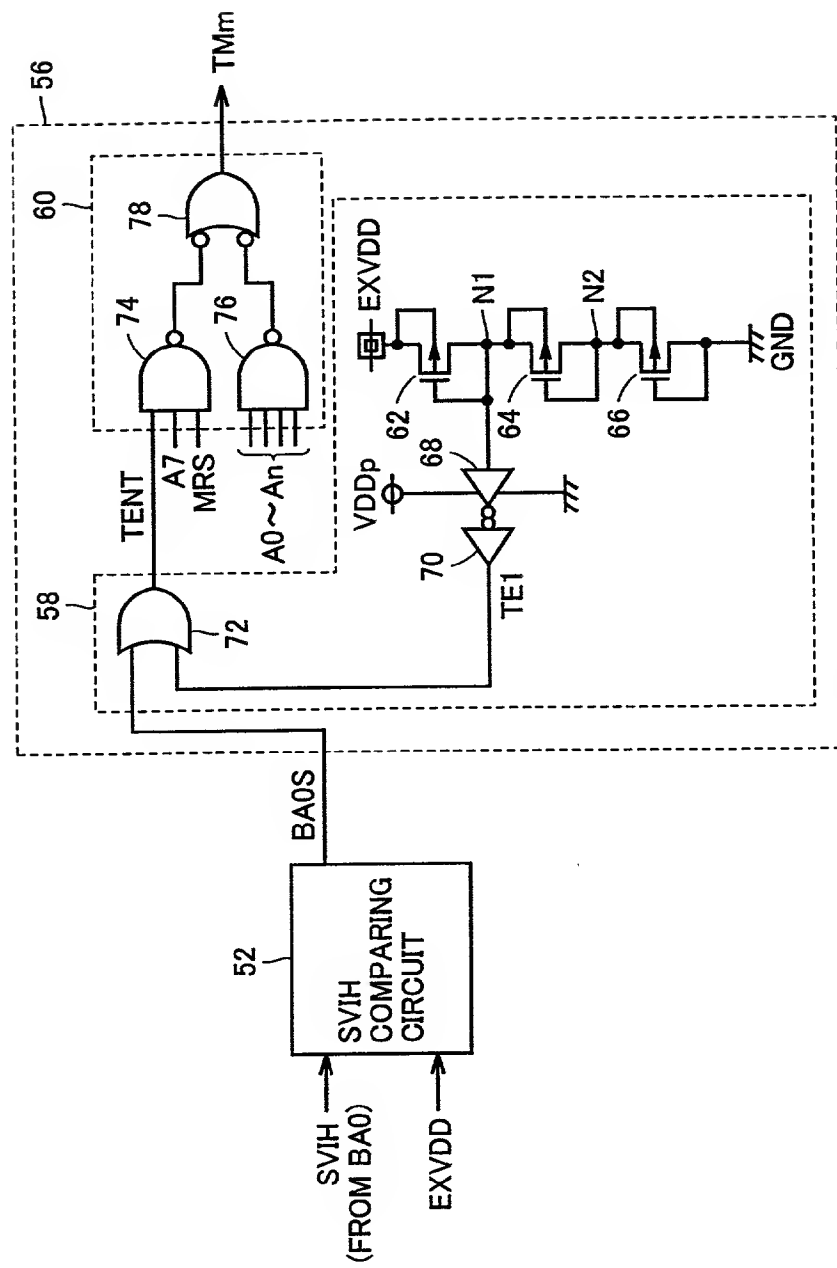 SVIH
(FROM BA0)
EXVDD
52
SVIH
COMPARING
CIRCUIT
BA0S
56
58
72
TENT
A7
MRS
A0~An
60
74
76
78
TMm
TE1
70
68
VDDp
62
EXVDD
N1
64
N2
66
GND